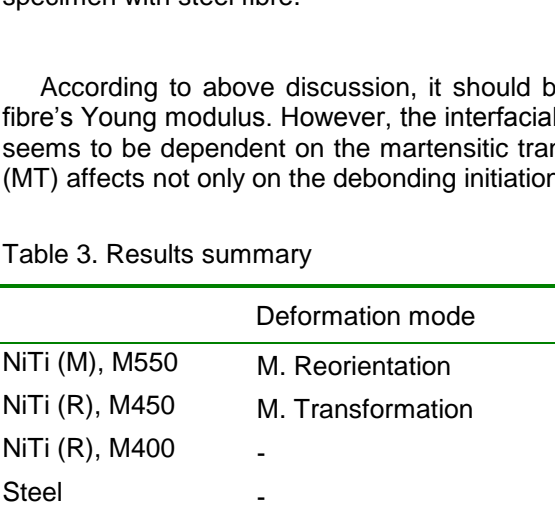 specimen with steel fibre.
According to above discussion, it should b
fibre's Young modulus. However, the interfacial
seems to be dependent on the martensitic tran
(MT) affects not only on the debonding initiation
Table 3. Results summary
Deformation mode
NiTi (M), M550 M. Reorientation
NiTi (R), M450 M. Transformation
NiTi (R), M400 -
Steel -